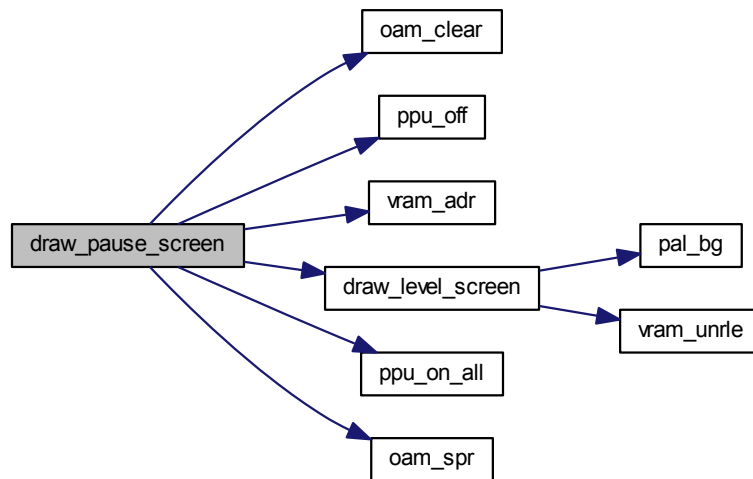 oam_clear
ppu_off
vram_adr
draw_pause_screen
pal_bg
draw_level_screen
vram_unrle
ppu_on_all
oam_spr